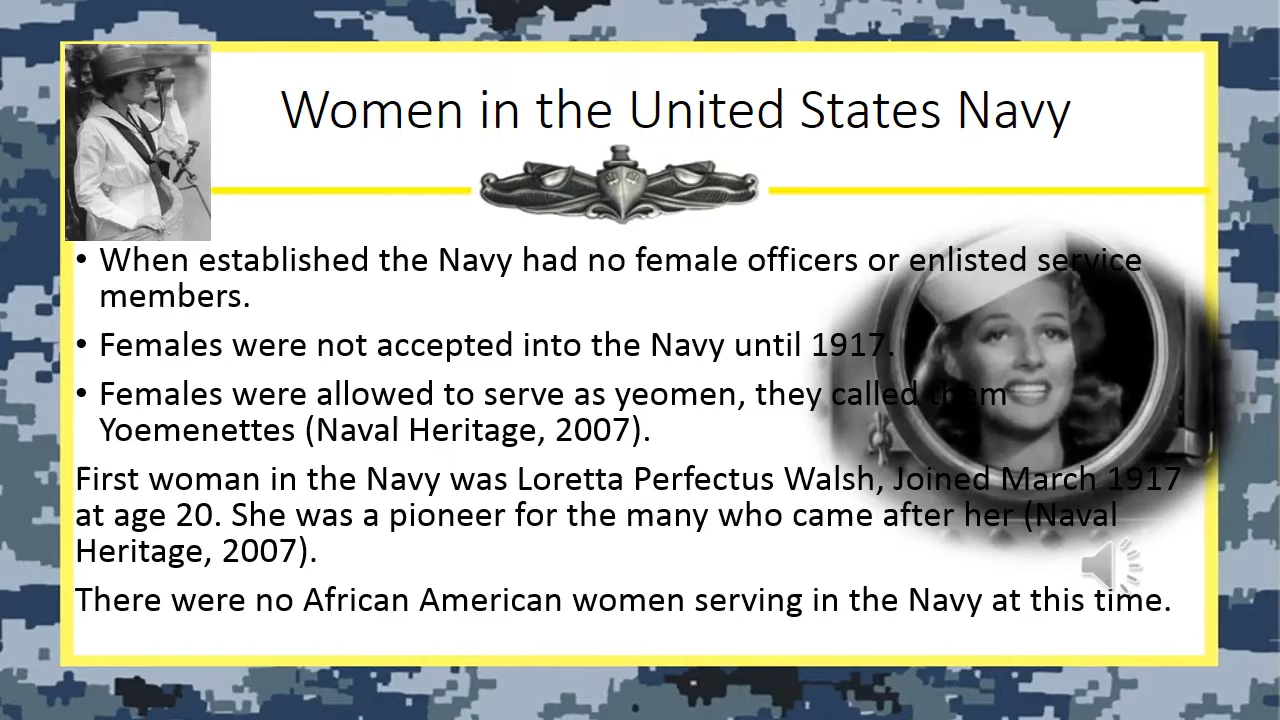 Women in the United States Navy
• When established the Navy had no female officers or enlisted service
members.
• Females were not accepted into the Navy until 1917.
• Females were allowed to serve as yeomen, they called them
Yoemenettes (Naval Heritage, 2007).
First woman in the Navy was Loretta Perfectus Walsh, Joined March 1917
at age 20. She was a pioneer for the many who came after her (Naval
Heritage, 2007).
There were no African American women serving in the Navy at this time.